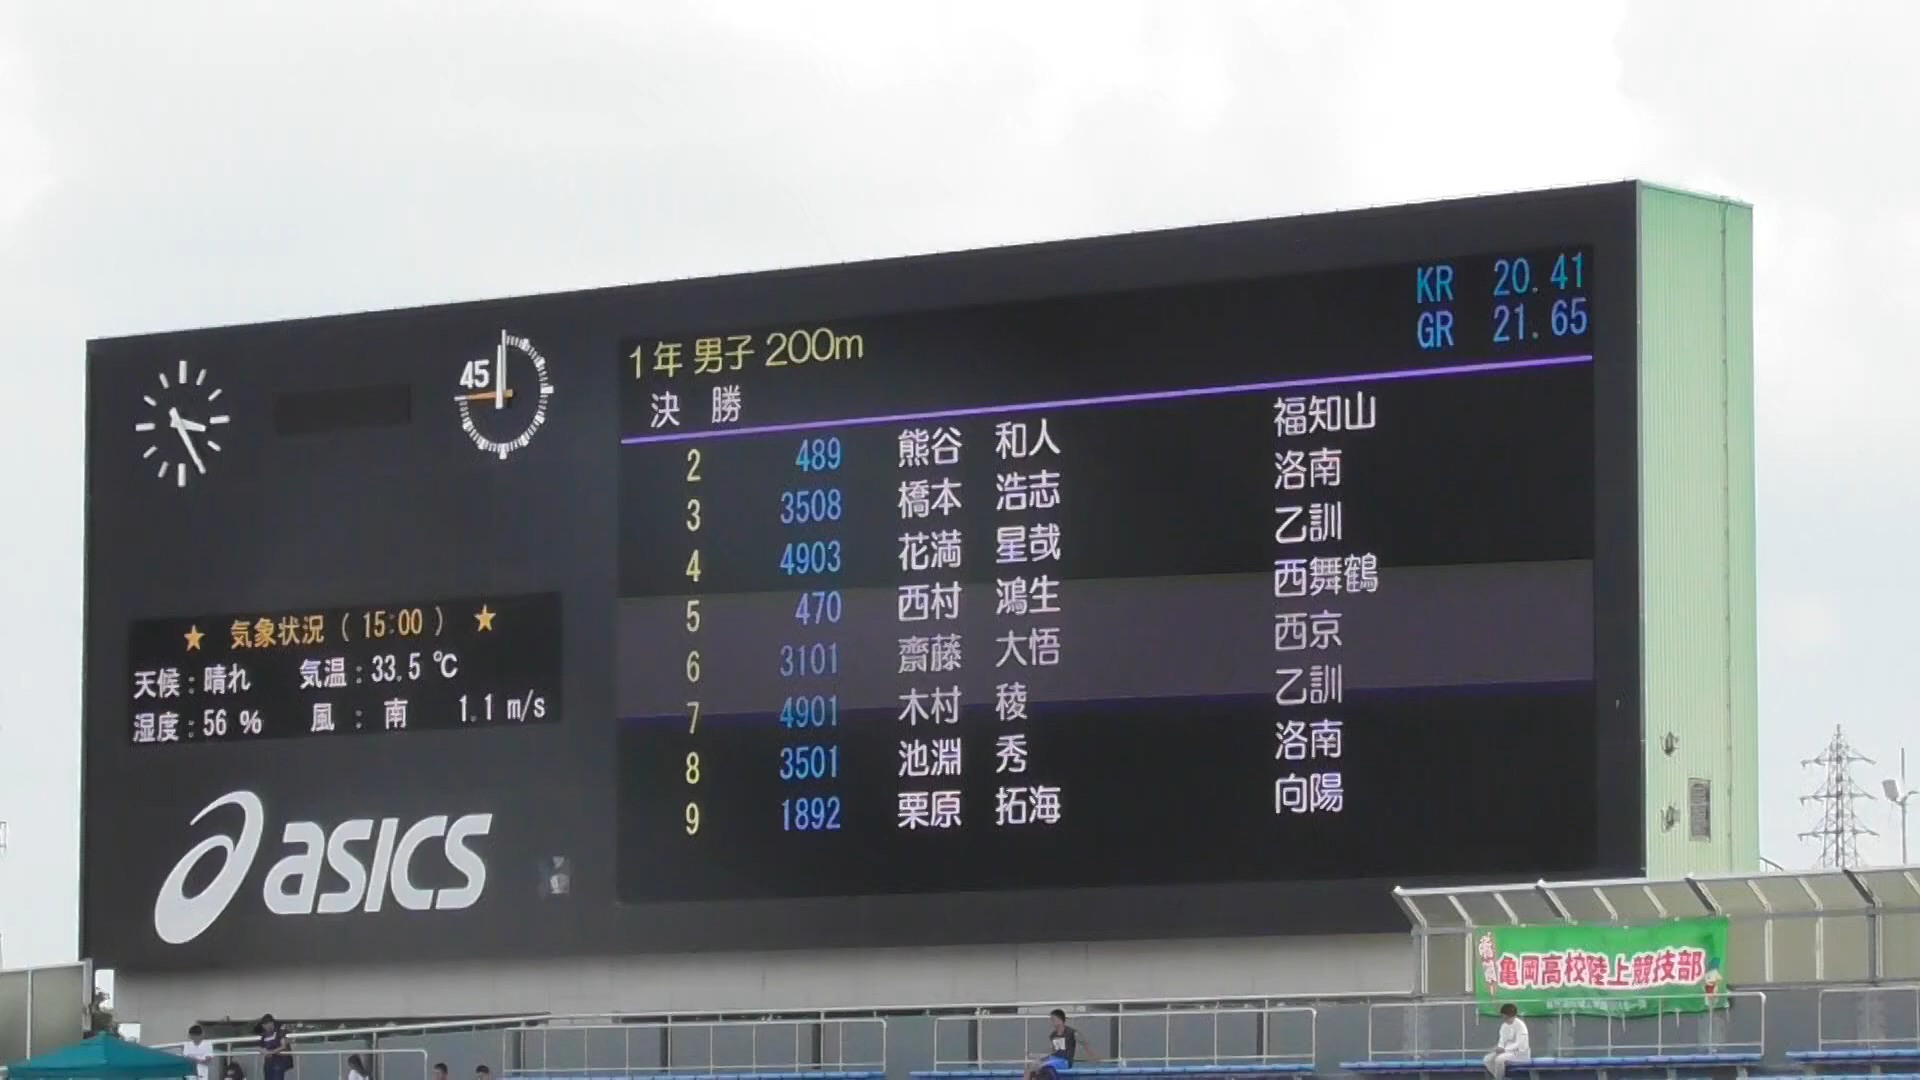 KR 20.41
GR 21.65
1年 男子 200m
決 勝
2 489 熊谷 和人 福知山
3 3508 橋本 浩志 洛南
4 4903 花満 星哉 乙訓
5 470 西村 鴻生 西舞鶴
6 3101 齋藤 大悟 西京
7 4901 木村 稜 乙訓
8 3501 池淵 秀 洛南
9 1892 栗原 拓海 向陽
45
★ 気象状況 ( 15:00 ) ★
天候:晴れ 気温:33.5 ℃
湿度:56 % 風 : 南 1.1 m/s
asics
亀岡高校陸上競技部